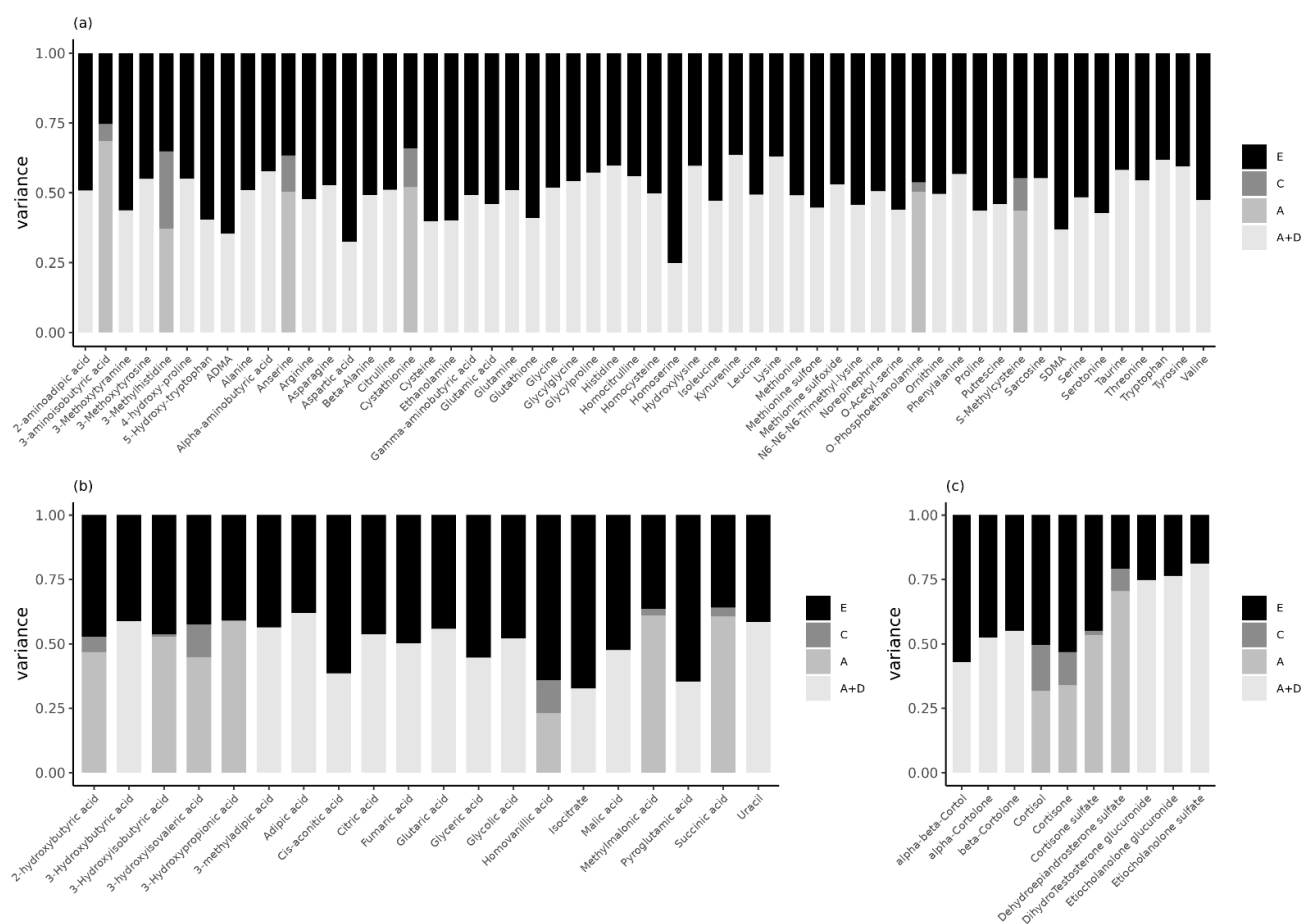 (a)
variance
1.00
0.75
0.50
0.25
0.00
2-aminoadipic acid
3-aminoisobutyric acid
3-Methoxytyramine
3-Methoxytyrosine
3-Methylhistidine
4-hydroxy-proline
5-Hydroxy-tryptophan
ADMA
Alanine
Alpha-aminobutyric acid
Anserine
Arginine
Asparagine
Aspartic acid
Beta-Alanine
Citrulline
Cystathionine
Cysteine
Ethanolamine
Gamma-aminobutyric acid
Glutamic acid
Glutamine
Glutathione
Glycine
Glycylglycine
Glycylproline
Histidine
Homocitrulline
Homocysteine
Homoserine
Hydroxylysine
Isoleucine
Kynurenine
Leucine
Lysine
Methionine
Methionine sulfone
Methionine sulfoxide
N6-N6-N6-Trimethyl-lysine
Norepinephrine
O-Acetyl-serine
O-Phosphoethanolamine
Ornithine
Phenylalanine
Proline
Putrescine
S-Methylcysteine
Sarcosine
SDMA
Serine
Serotonine
Taurine
Threonine
Tryptophan
Tyrosine
Valine
E
C
A
A+D
(b)
variance
1.00
0.75
0.50
0.25
0.00
2-hydroxybutyric acid
3-Hydroxybutyric acid
3-Hydroxyisobutyric acid
3-hydroxyisovaleric acid
3-Hydroxypropionic acid
3-methyladipic acid
Adipic acid
Cis-aconitic acid
Citric acid
Fumaric acid
Glutaric acid
Glyceric acid
Glycolic acid
Homovanillic acid
Isocitrate
Malic acid
Methylmalonic acid
Pyroglutamic acid
Succinic acid
Uracil
E
C
A
A+D
(c)
variance
1.00
0.75
0.50
0.25
0.00
alpha-beta-Cortol
alpha-Cortolone
beta-Cortolone
Cortisol
Cortisone
Cortisone sulfate
Dehydroepiandrosterone sulfate
DihydroTestosterone glucuronide
Etiocholanolone glucuronide
Etiocholanolone sulfate
E
C
A
A+D